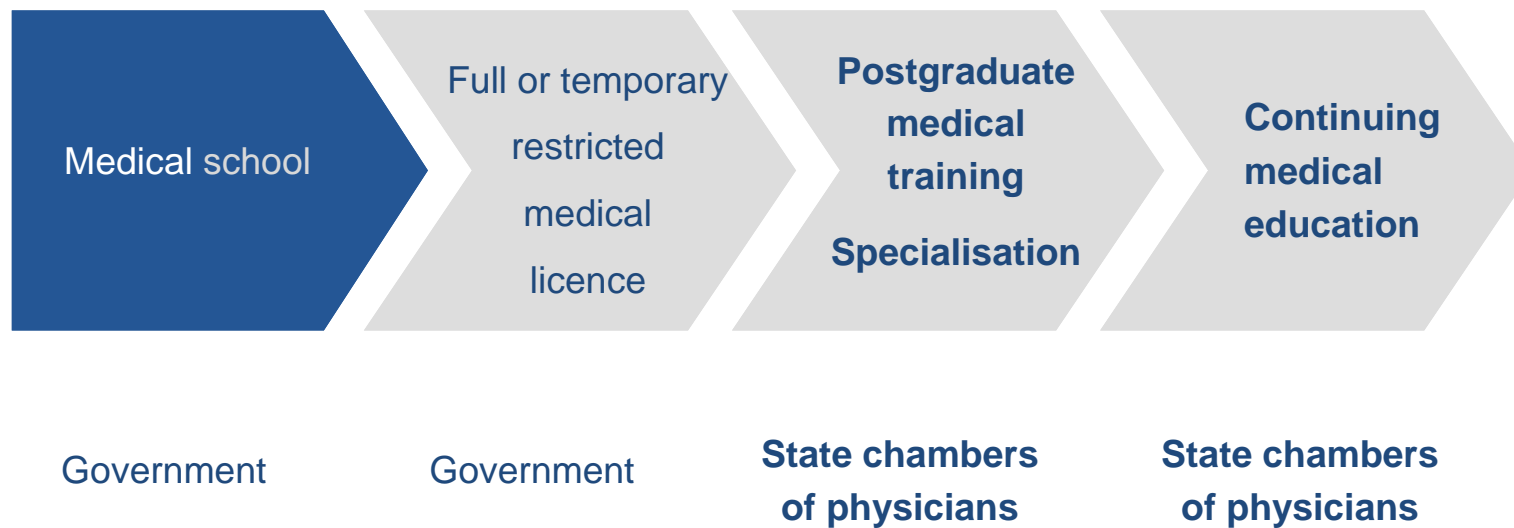 Medical school
Full or temporary
restricted
medical
licence
Postgraduate
medical
training
Specialisation
Continuing
medical
education
Government
Government
State chambers
of physicians
State chambers
of physicians